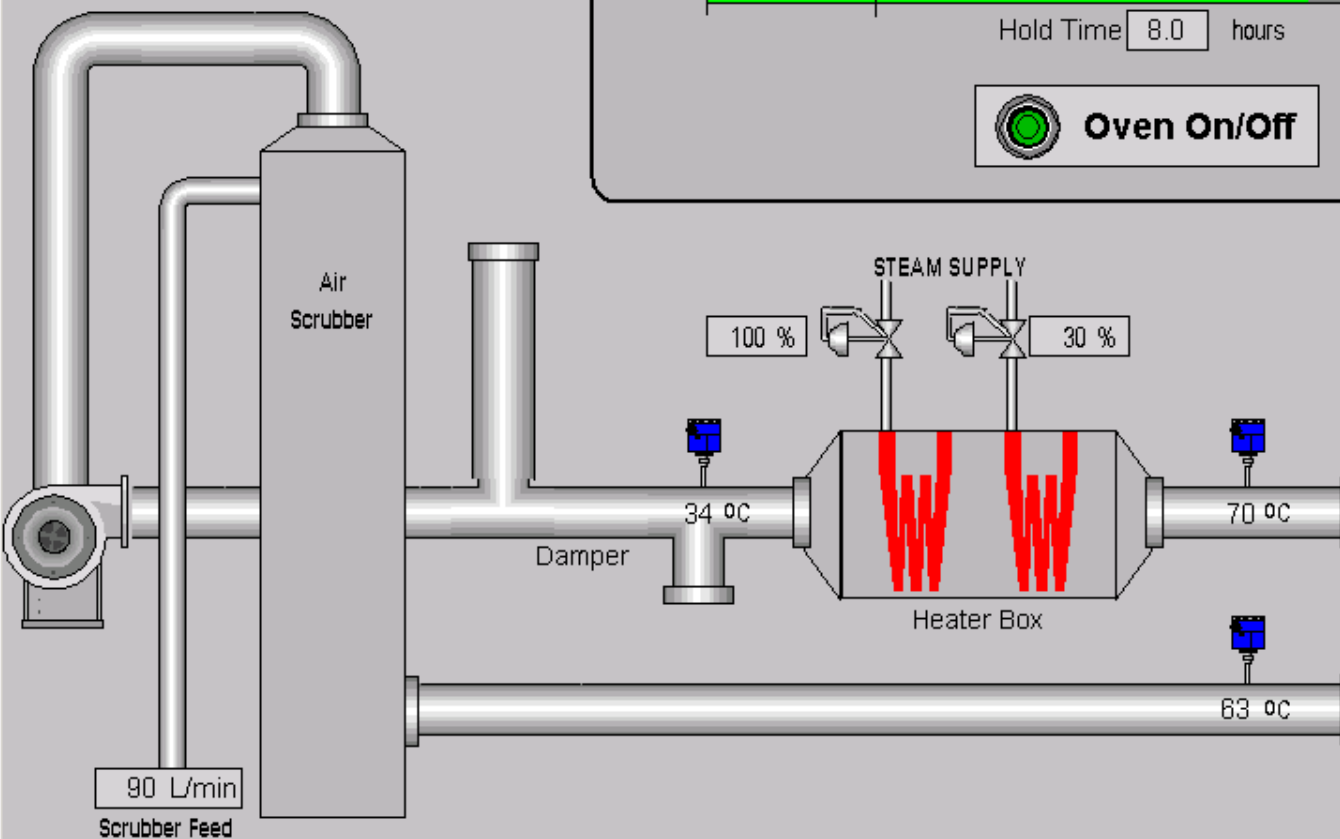 Hold Time 8.0 hours
Oven On/Off
Air
Scrubber
STEAM SUPPLY
100 %
30 %
34 ºC
70 ºC
Damper
Heater Box
63 ºC
90 L/min
Scrubber Feed